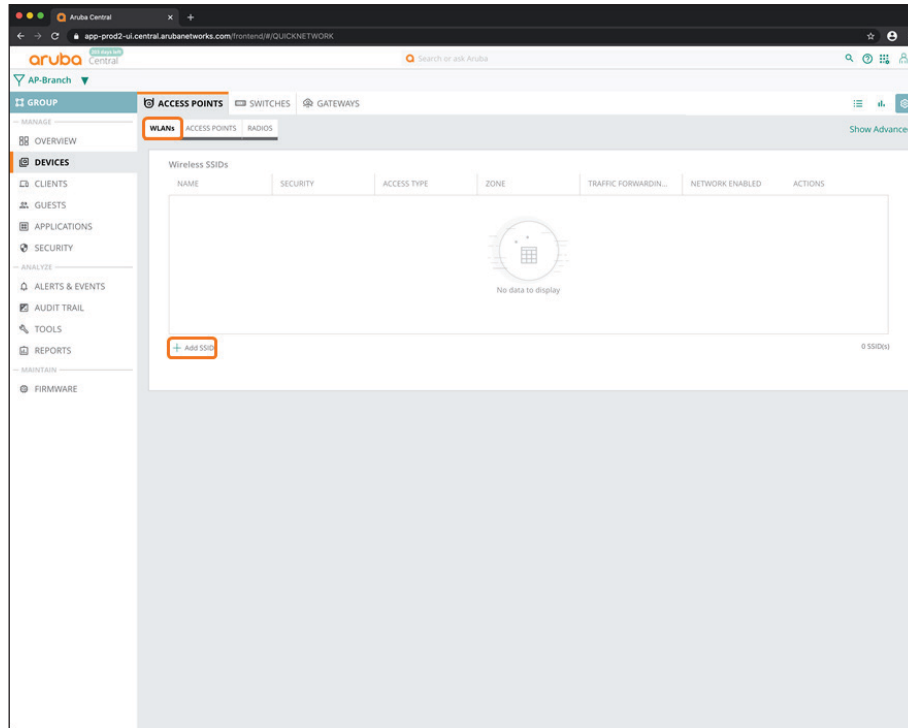 Aruba Central
app-prod2-ui.central.arubanetworks.com/frontend/#/QUICKNETWORK
aruba Central
Search or ask Aruba
AP-Branch
GROUP
ACCESS POINTS SWITCHES GATEWAYS
MANAGE
WLANs ACCESS POINTS RADIOS
Show Advance
OVERVIEW
DEVICES
CLIENTS
GUESTS
APPLICATIONS
SECURITY
ANALYZE
ALERTS & EVENTS
AUDIT TRAIL
TOOLS
REPORTS
MAINTAIN
FIRMWARE
Wireless SSIDs
NAME SECURITY ACCESS TYPE ZONE TRAFFIC FORWARDIN... NETWORK ENABLED ACTIONS
No data to display
+ Add SSID
0 SSID(s)